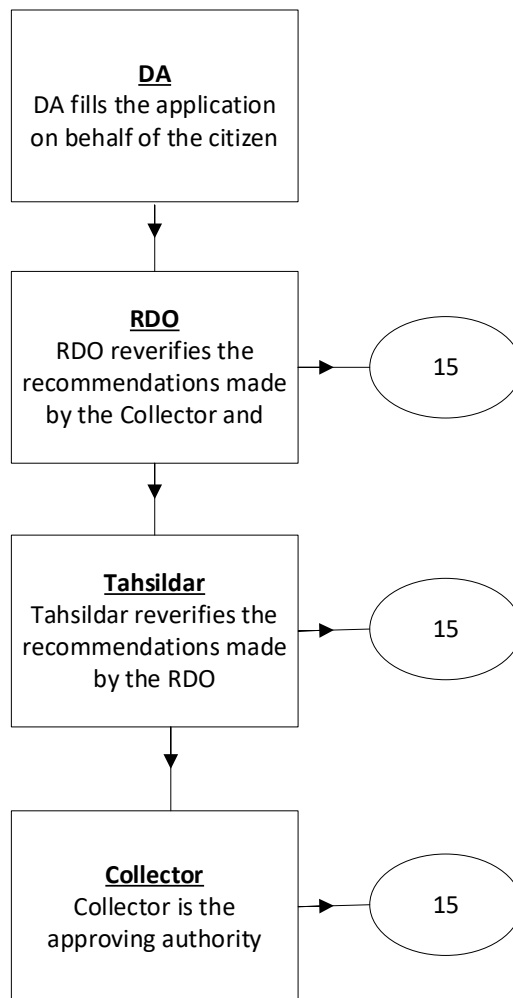 DA
DA fills the application
on behalf of the citizen
RDO
RDO reverifies the
recommendations made
by the Collector and
15
Tahsildar
Tahsildar reverifies the
recommendations made
by the RDO
15
Collector
Collector is the
approving authority
15